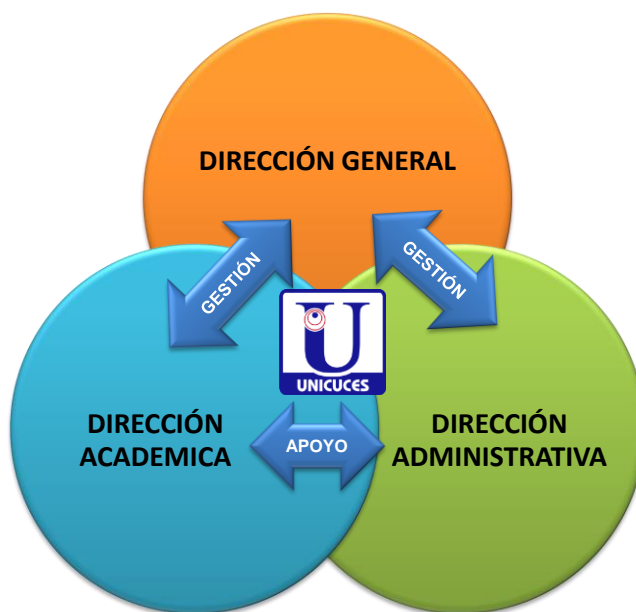 DIRECCIÓN GENERAL
GESTIÓN
GESTIÓN
U
UNICUCES
DIRECCIÓN
ACADEMICA
APOYO
DIRECCIÓN
ADMINISTRATIVA